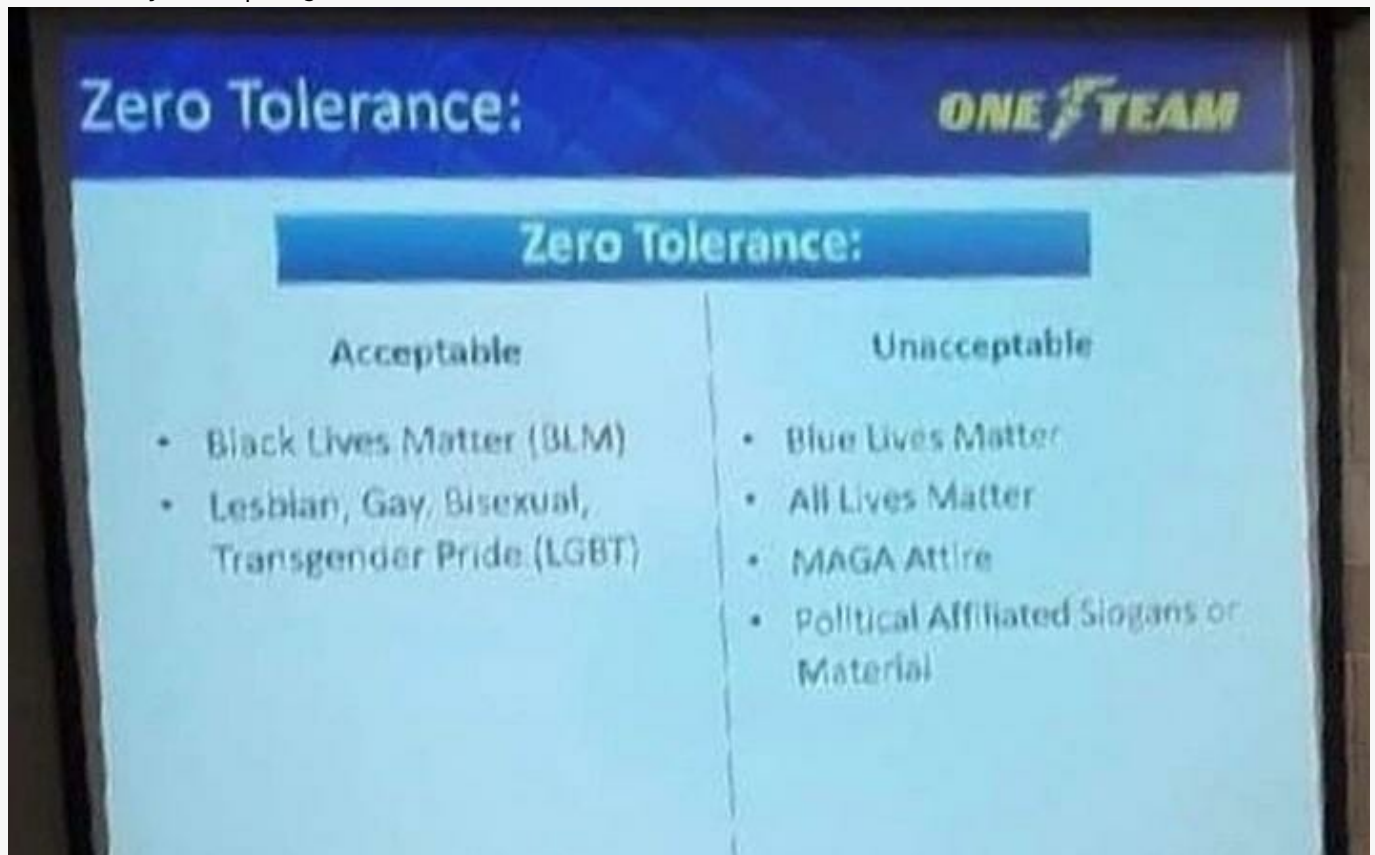 Zero Tolerance:
ONE TEAM
Zero Tolerance:
Acceptable
Unacceptable
• Black Lives Matter (BLM)
• Lesbian, Gay, Bisexual,
Transgender Pride (LGBT)
• Blue Lives Matter
• All Lives Matter
• MAGA Attire
• Political Affiliated Slogans or
Material